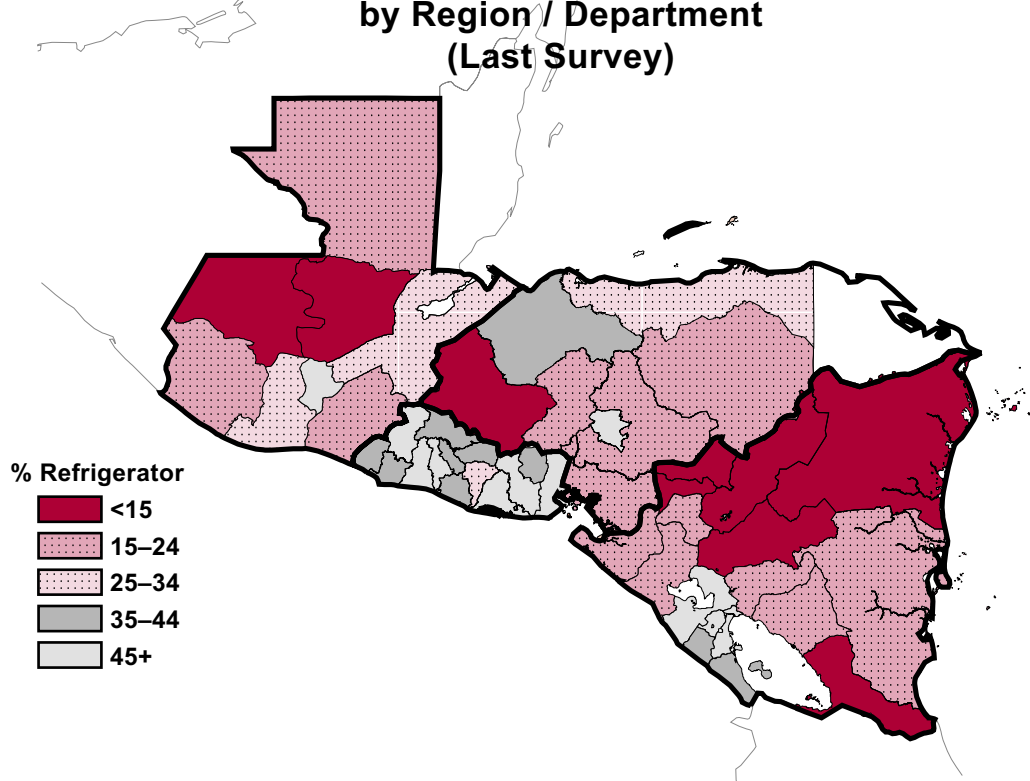 by Region / Department
(Last Survey)
% Refrigerator
<15
15–24
25–34
35–44
45+